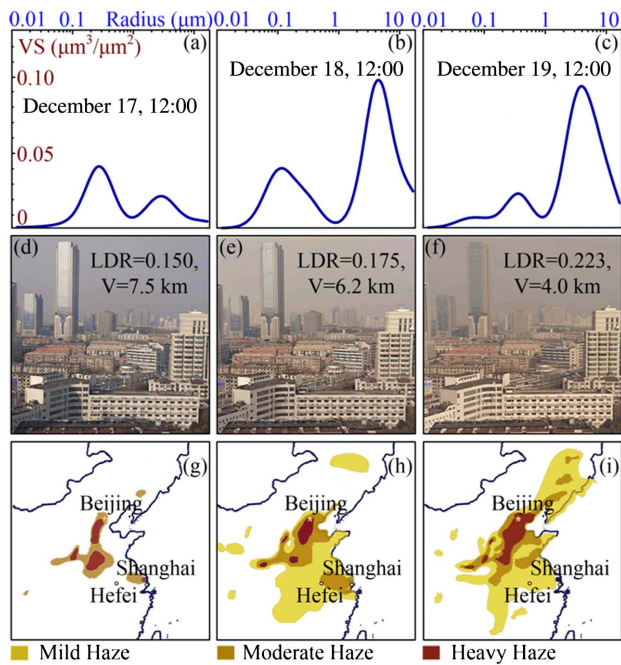 0.01 Radius (μm) 0.1 1 10 0.01 0.1 1 10 0.01 0.1 1 10
VS (μm³/μm²)
(a)
0.10
December 17, 12:00
0.05
0
(b)
December 18, 12:00
(c)
December 19, 12:00
(d)
LDR=0.150,
V=7.5 km
(e)
LDR=0.175,
V=6.2 km
(f)
LDR=0.223,
V=4.0 km
(g)
Beijing
Shanghai
Hefei
(h)
Beijing
Shanghai
Hefei
(i)
Beijing
Shanghai
Hefei
Mild Haze
Moderate Haze
Heavy Haze